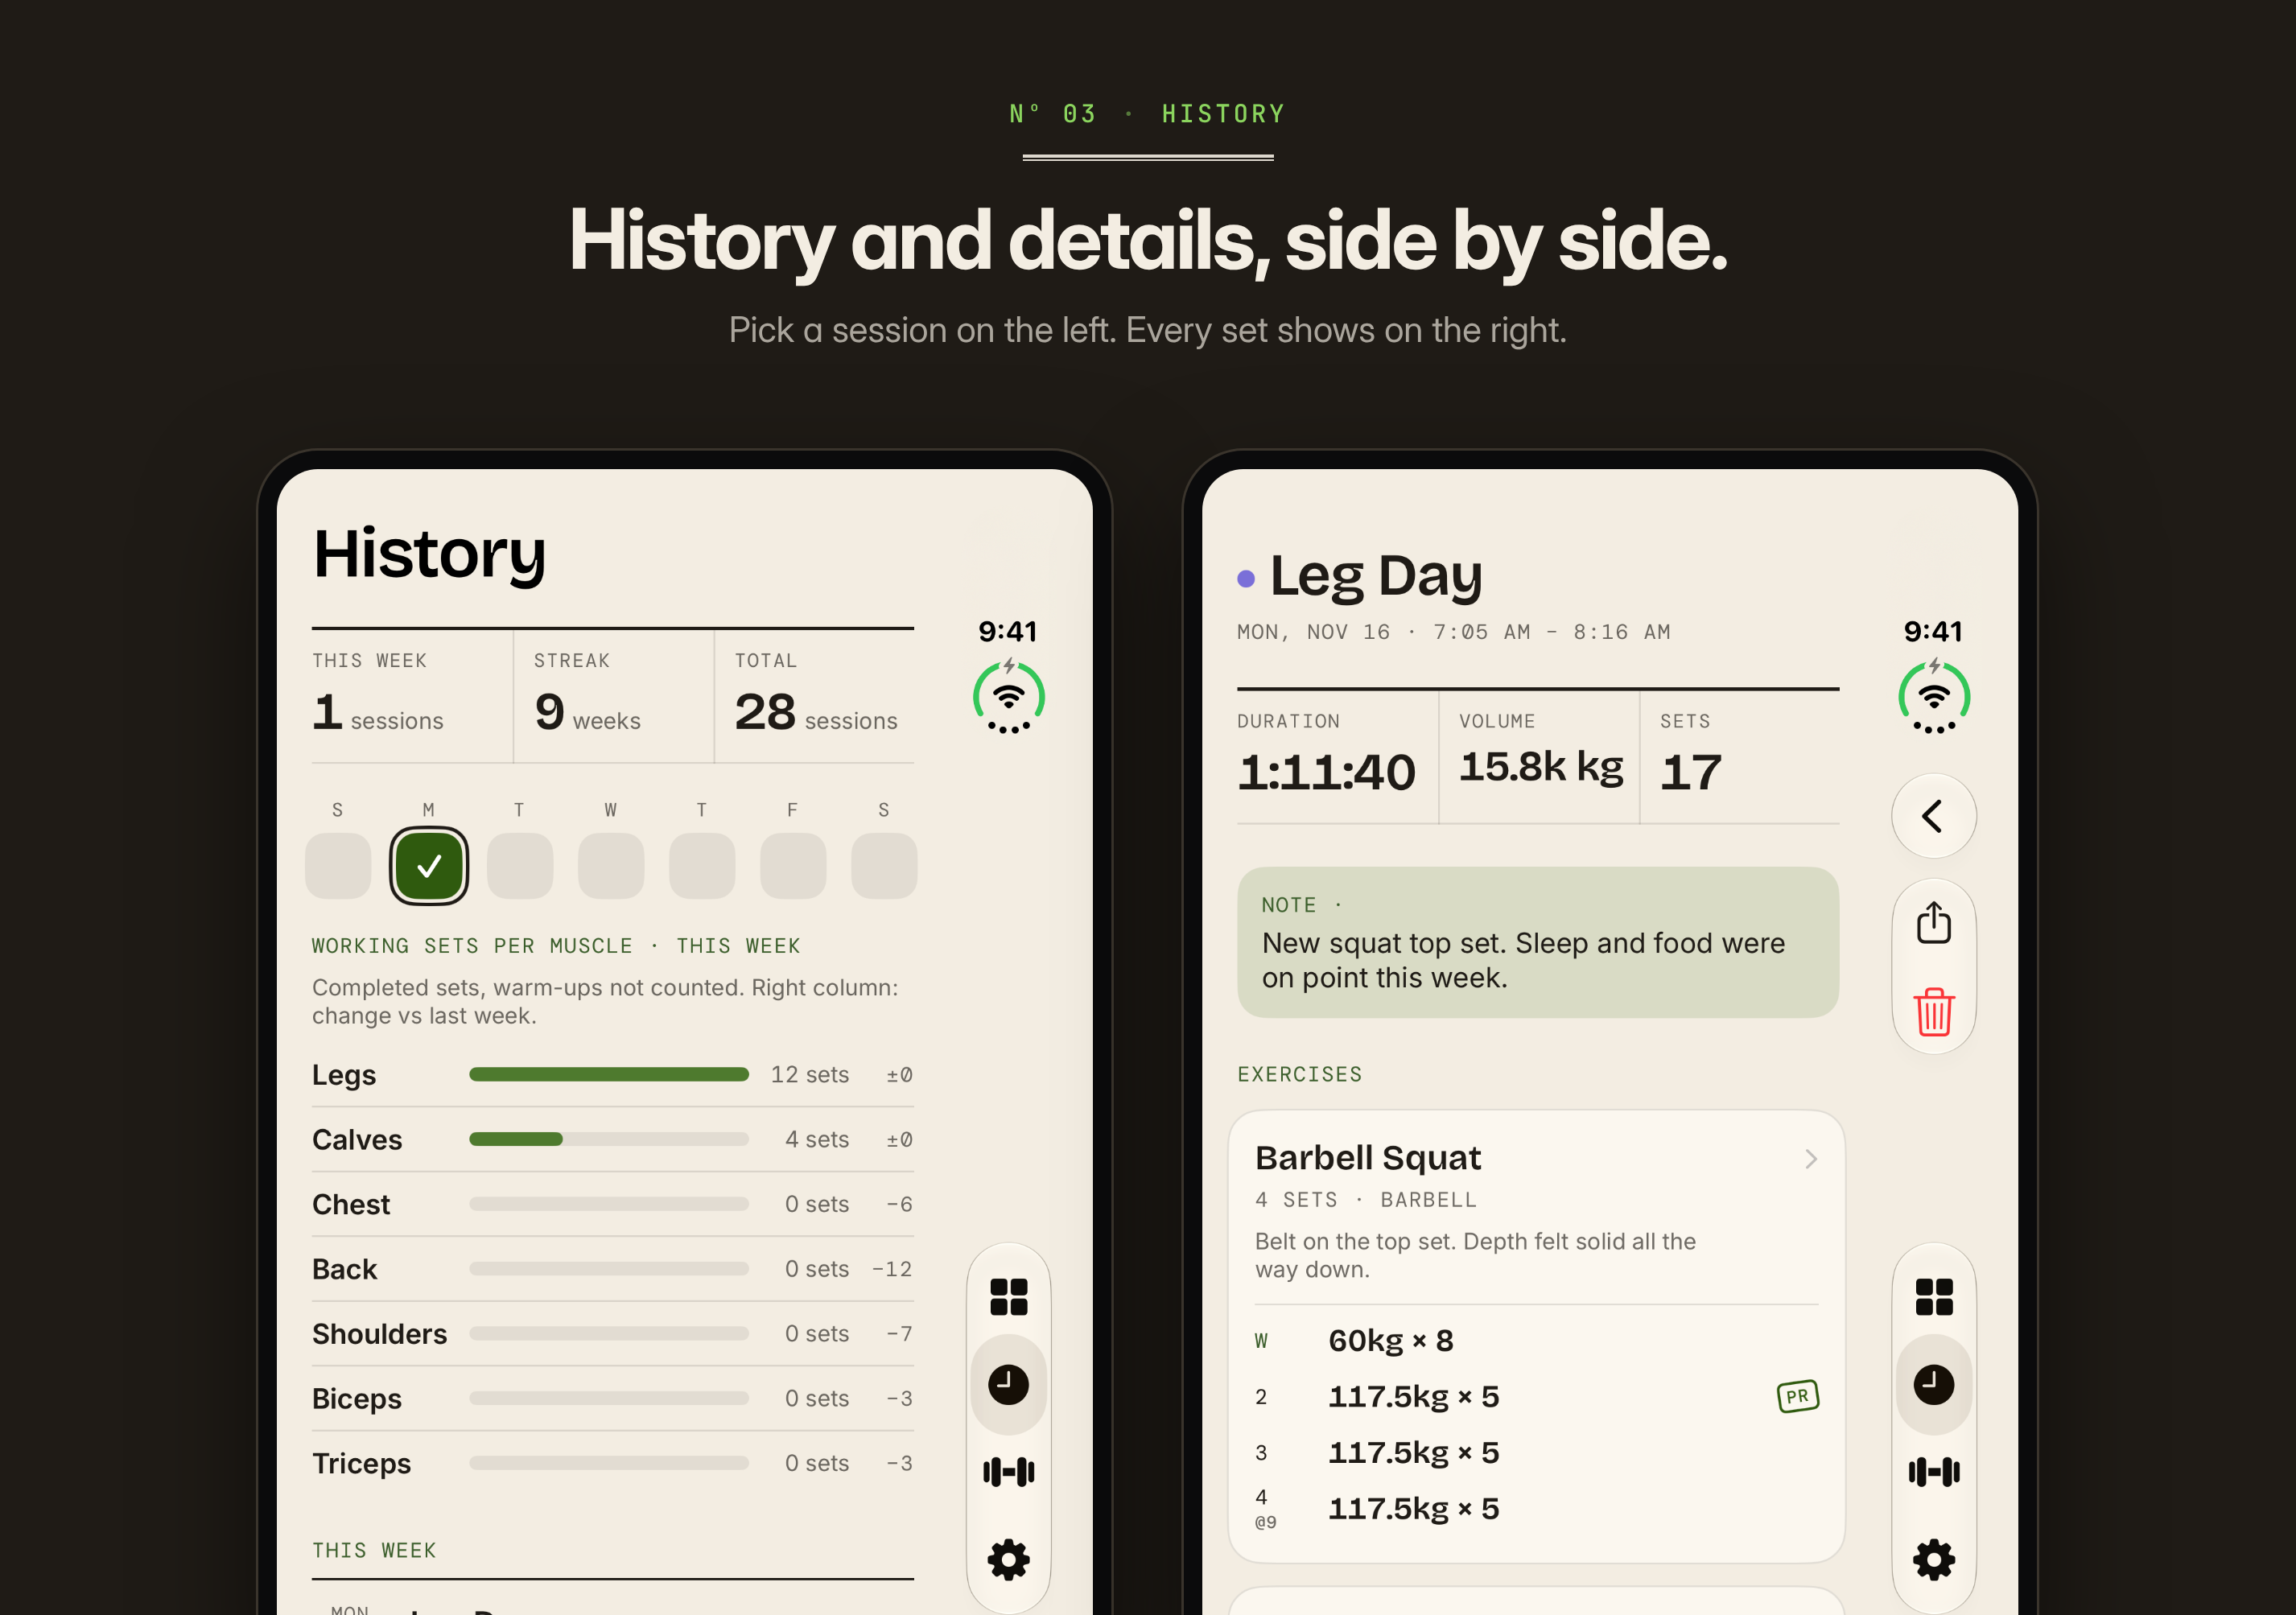 N° 03 · HISTORY
History and details, side by side.
Pick a session on the left. Every set shows on the right.
History
9:41
THIS WEEK STREAK TOTAL
1 sessions 9 weeks 28 sessions
S M T W T F S
WORKING SETS PER MUSCLE · THIS WEEK
Completed sets, warm-ups not counted. Right column:
change vs last week.
Legs 12 sets ±0
Calves 4 sets ±0
Chest 0 sets −6
Back 0 sets −12
Shoulders 0 sets −7
Biceps 0 sets −3
Triceps 0 sets −3
THIS WEEK
MON
Leg Day
MON, NOV 16 · 7:05 AM – 8:16 AM
9:41
DURATION VOLUME SETS
1:11:40 15.8k kg 17
NOTE ·
New squat top set. Sleep and food were
on point this week.
EXERCISES
Barbell Squat
4 SETS · BARBELL
Belt on the top set. Depth felt solid all the
way down.
W 60kg × 8
2 117.5kg × 5 PR
3 117.5kg × 5
4 117.5kg × 5
@9